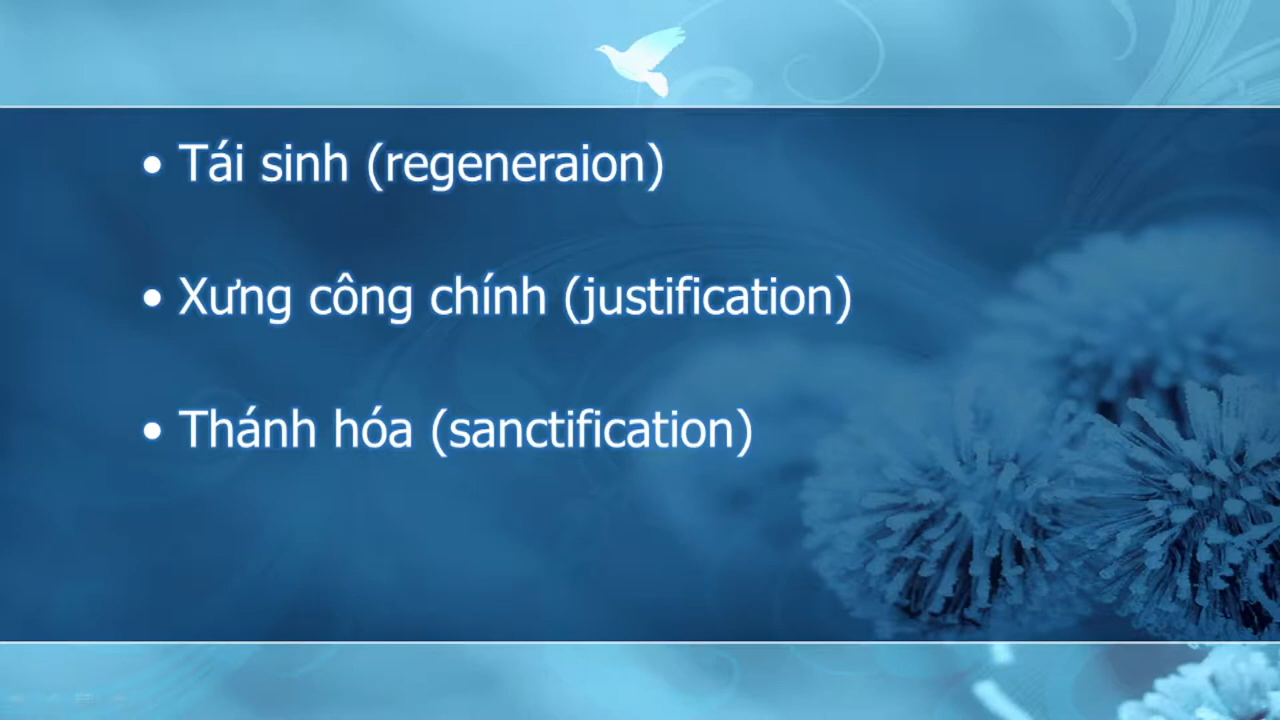 • Tái sinh (regeneraion)
• Xưng công chính (justification)
• Thánh hóa (sanctification)